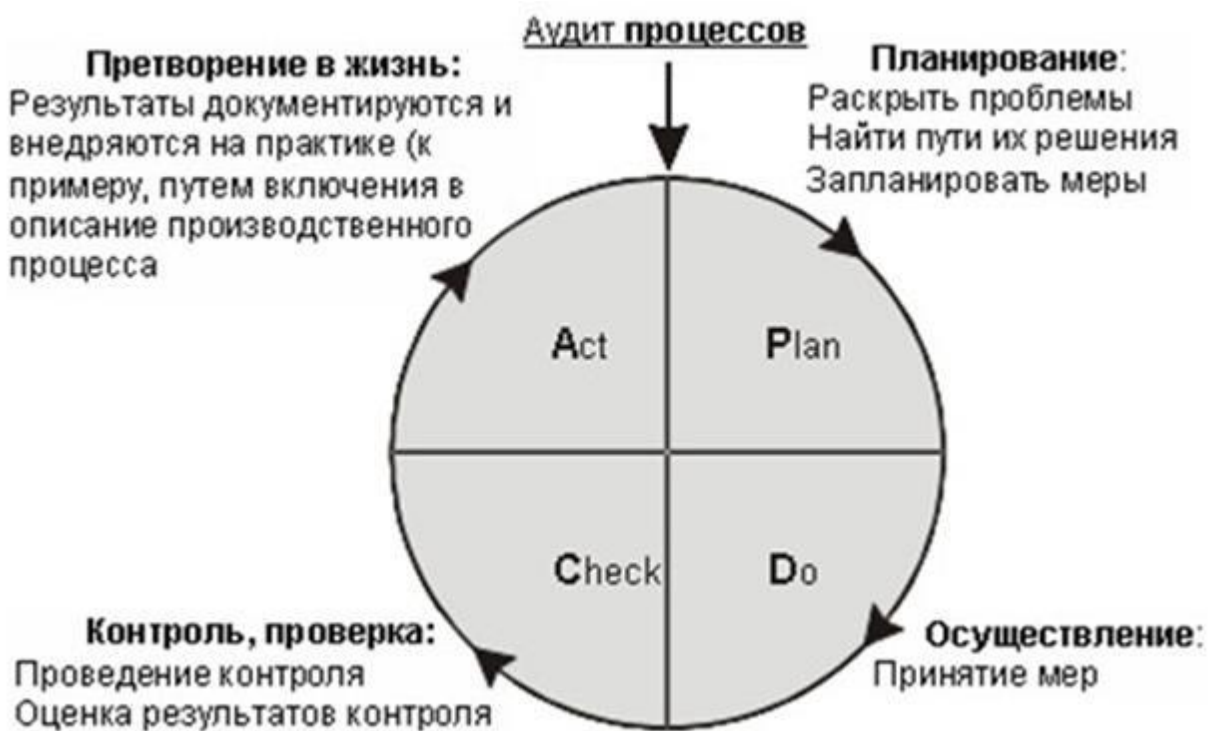 Аудит процессов
Претворение в жизнь:
Результаты документируются и
внедряются на практике (к
примеру, путем включения в
описание производственного
процесса
Планирование:
Раскрыть проблемы
Найти пути их решения
Запланировать меры
Act
Plan
Check
Do
Контроль, проверка:
Проведение контроля
Оценка результатов контроля
Осуществление:
Принятие мер